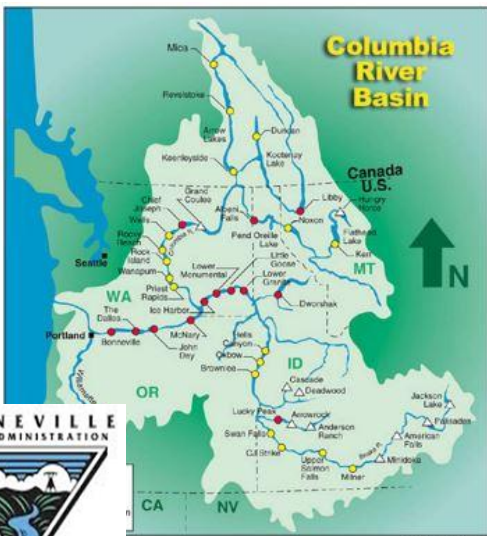 Columbia
River
Basin
Mica
Revelstoke
Arrow
Lakes
Duncan
Keenleyside
Kootenay
Lake
Canada
U.S.
Grand
Coulee
Chief
Joseph
Wells
Albeni
Falls
Libby
Hungry
Horse
Rocky
Reach
Columbia R.
Pend Oreille
Lake
Noxon
Flathead
Lake
Kerr
Rock
Island
Wanapum
Seattle
Little
Goose
Lower
Monumental
Lower
Granite
MT
N
WA
Priest
Rapids
Ice Harbor
Dworshak
The
Dalles
Portland
Bonneville
McNary
John
Day
Hells
Canyon
Oxbow
Brownlee
ID
Cascade
Deadwood
OR
Jackson
Lake
Lucky Peak
Arrowrock
Anderson
Ranch
Palisades
American
Falls
Swan Falls
CJ Strike
Upper
Salmon
Falls
Snake R.
Minidoka
Milner
NEVILLE
DMINISTRATION
CA
NV
n